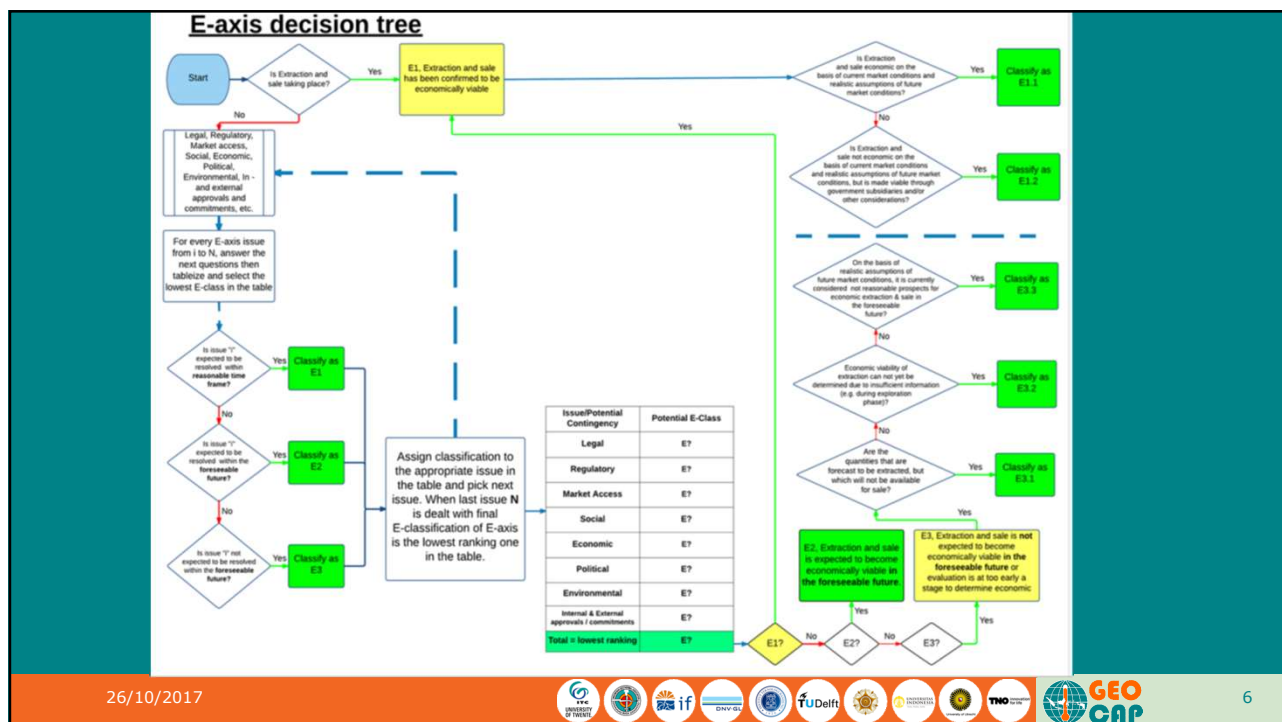 E-axis decision tree
Start
Is Extraction and
sale taking place?
Yes
E1, Extraction and sale
has been confirmed to be
economically viable
Is Extraction
and sale economic on the
basis of current market conditions and
realistic assumptions of future
market conditions?
Yes
Classify as
E1.1
No
No
Is Extraction and
sale not economic on the
basis of current market conditions
and realistic assumptions of future market
conditions, but is made viable through
government subsidiaries and/or
other considerations?
Yes
Classify as
E1.2
Yes
Legal, Regulatory,
Market access,
Social, Economic,
Political,
Environmental, In -
and external
approvals and
commitments, etc.
For every E-axis issue
from i to N, answer the
next questions then
tableize and select the
lowest E-class in the table
On the basis of
realistic assumptions of
future market conditions, it is currently
considered not reasonable prospects for
economic extraction & sale in
the foreseeable
future?
Yes
Classify as
E3.3
No
Is issue "i"
expected to be
resolved within
reasonable time
frame?
Yes
Classify as
E1
No
Economic viability of
extraction can not yet be
determined due to insufficient information
(e.g. during exploration
phase)?
Yes
Classify as
E3.2
No
Is issue "i"
expected to be
resolved within the
foreseeable
future?
Yes
Classify as
E2
No
Are the
quantities that are
forecast to be extracted, but
which will not be available
for sale?
Yes
Classify as
E3.1
Yes
Is issue "i" not
expected to be resolved
within the foreseeable
future?
Yes
Classify as
E3
Assign classification to
the appropriate issue in
the table and pick next
issue. When last issue N
is dealt with final
E-classification of E-axis
is the lowest ranking one
in the table.
Issue/Potential
Contingency
Potential E-Class
Legal E?
Regulatory E?
Market Access E?
Social E?
Economic E?
Political E?
Environmental E?
Internal & External
approvals / commitments E?
Total = lowest ranking E?
E2, Extraction and sale
is expected to become
economically viable in
the foreseeable future.
E3, Extraction and sale is not
expected to become
economically viable in the
foreseeable future or
evaluation is at too early a
stage to determine economic
Yes
Yes
E1?
No
E2?
No
E3?
26/10/2017
ITC
UNIVERSITY
OF TWENTE
if
DNV·GL
TUDelft
UNIVERSITAS
INDONESIA
TNO innovation
for life
GEO
CAP
6